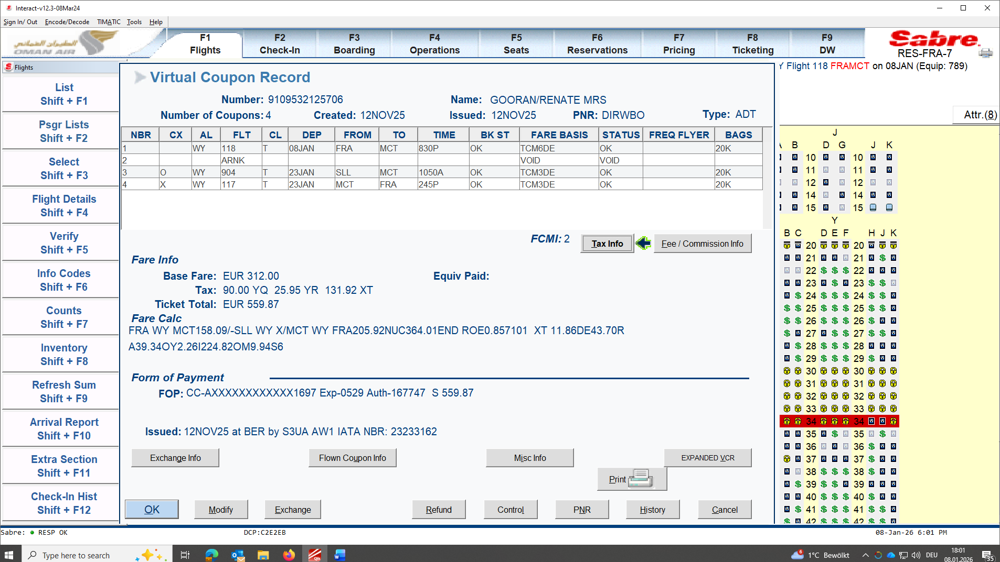 Interact-v12.3-08Mar24
Sign In/ Out Encode/Decode TIMATIC Tools Help
الطيران العُماني
OMAN AIR
F1 Flights
F2 Check-In
F3 Boarding
F4 Operations
F5 Seats
F6 Reservations
F7 Pricing
F8 Ticketing
F9 DW
Sabre.
RES-FRA-7
Y Flight 118 FRAMCT on 08JAN (Equip: 789)
Attr.(8)
Flights
List
Shift + F1
Psgr Lists
Shift + F2
Select
Shift + F3
Flight Details
Shift + F4
Verify
Shift + F5
Info Codes
Shift + F6
Counts
Shift + F7
Inventory
Shift + F8
Refresh Sum
Shift + F9
Arrival Report
Shift + F10
Extra Section
Shift + F11
Check-In Hist
Shift + F12
Virtual Coupon Record
Number: 9109532125706 Name: GOORAN/RENATE MRS
Number of Coupons: 4 Created: 12NOV25 Issued: 12NOV25 PNR: DIRWBO Type: ADT
NBR CX AL FLT CL DEP FROM TO TIME BK ST FARE BASIS STATUS FREQ FLYER BAGS
1 WY 118 T 08JAN FRA MCT 830P OK TCM6DE OK 20K
2 ARNK VOID VOID
3 O WY 904 T 23JAN SLL MCT 1050A OK TCM3DE OK 20K
4 X WY 117 T 23JAN MCT FRA 245P OK TCM3DE OK 20K
FCMI: 2 Tax Info Fee / Commission Info
Fare Info
Base Fare: EUR 312.00 Equiv Paid:
Tax: 90.00 YQ 25.95 YR 131.92 XT
Ticket Total: EUR 559.87
Fare Calc
FRA WY MCT158.09/-SLL WY X/MCT WY FRA205.92NUC364.01END ROE0.857101 XT 11.86DE43.70R
A39.34OY2.26I224.82OM9.94S6
Form of Payment
FOP: CC-AXXXXXXXXXXXX1697 Exp-0529 Auth-167747 S 559.87
Issued: 12NOV25 at BER by S3UA AW1 IATA NBR: 23233162
Exchange Info Flown Coupon Info Misc Info EXPANDED VCR
Print
OK Modify Exchange Refund Control PNR History Cancel
J
A B D G J K
10 10
11 11
12 12
14 14
15 15
Y
B C D E F H J K
20 20
21 $ 21
22 $ $ $ 22
23 $ 23 $ $
$ 24 $ $ $ 24 $ $
$ $ 25 $ $ $ 25 $ $
$ $ 26 $ $ $ 26 $
$ 27 $ 27 $ $
$ 28 $ $ $ 28
$ 29 $ $ $ 29 $
30 30
31 31
32 32
33 33
34 34
35 $ 35 $
36 36 $
37 37 $
38 $ $ $ 38 $
$ 39 $ $ $ 39
40 $ $ $ 40
$ 41 $ $ $ 41 $ $
$ 42 $ $ $ 42 $ $
Sabre: RESP OK DCP:C2E2EB 08-Jan-26 6:01 PM
Type here to search
Qik
6
1°C Bewölkt
DEU
18:01
08.01.2026
35